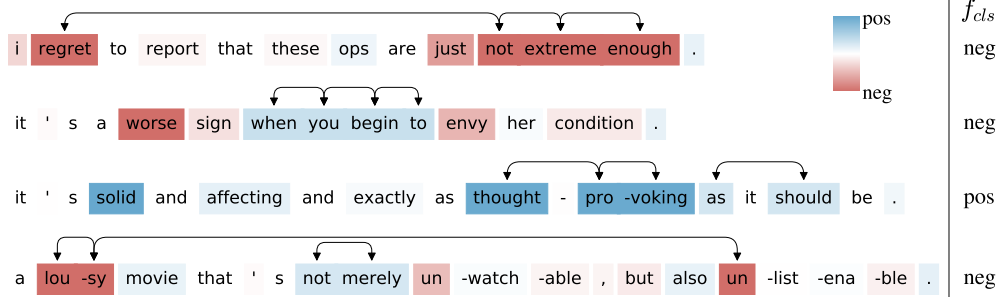 f_cls
pos
i regret to report that these ops are just not extreme enough . neg
neg
it ' s a worse sign when you begin to envy her condition . neg
it ' s solid and affecting and exactly as thought - pro -voking as it should be . pos
a lou -sy movie that ' s not merely un -watch -able , but also un -list -ena -ble . neg